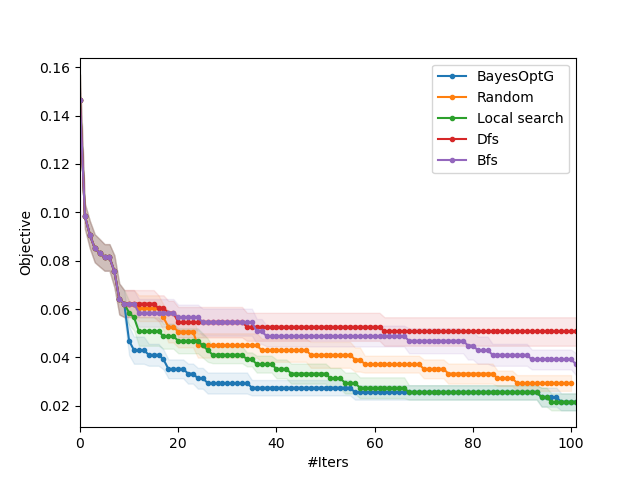 0.16
0.14
0.12
0.10
0.08
0.06
0.04
0.02
Objective
0 20 40 60 80 100
#Iters
BayesOptG
Random
Local search
Dfs
Bfs